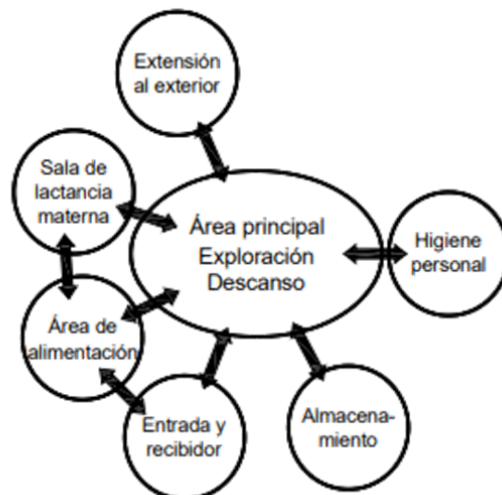 Extensión
al exterior
Sala de
lactancia
materna
Área principal
Exploración
Descanso
Higiene
personal
Área de
alimentación
Entrada y
recibidor
Almacena-
miento